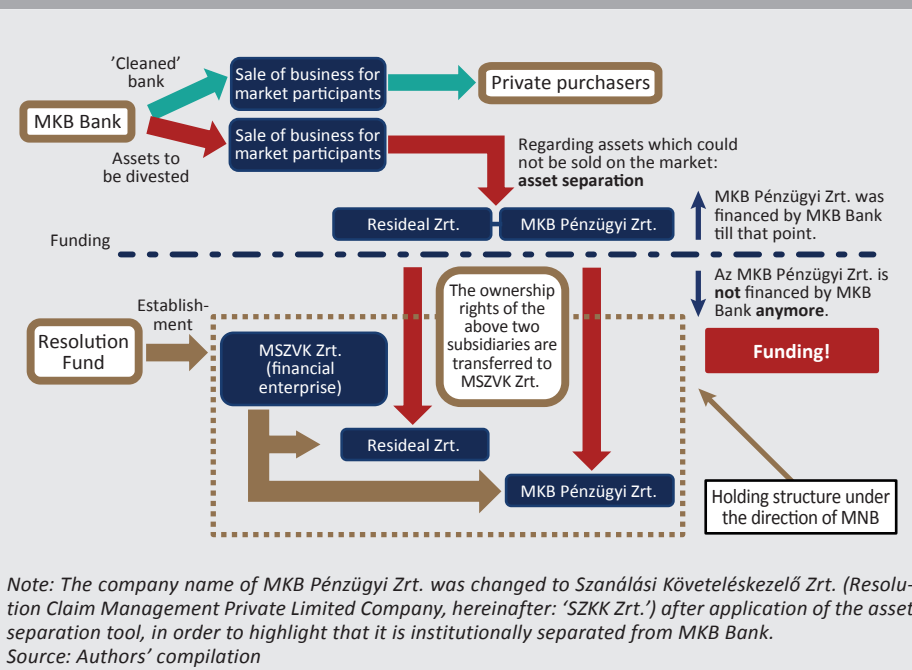 'Cleaned'
bank
MKB Bank
Assets to
be divested
Sale of business for
market participants
Sale of business for
market participants
Private purchasers
Regarding assets which could
not be sold on the market:
asset separation
Resideal Zrt.
MKB Pénzügyi Zrt.
MKB Pénzügyi Zrt. was
financed by MKB Bank
till that point.
Funding
Az MKB Pénzügyi Zrt. is
not financed by MKB
Bank anymore.
Funding!
Establish-
ment
Resolution
Fund
MSZVK Zrt.
(financial
enterprise)
The ownership
rights of the
above two
subsidiaries are
transferred to
MSZVK Zrt.
Resideal Zrt.
MKB Pénzügyi Zrt.
Holding structure under
the direction of MNB
Note: The company name of MKB Pénzügyi Zrt. was changed to Szanálási Követeléskezelő Zrt. (Resolu-
tion Claim Management Private Limited Company, hereinafter: 'SZKK Zrt.') after application of the asset
separation tool, in order to highlight that it is institutionally separated from MKB Bank.
Source: Authors' compilation